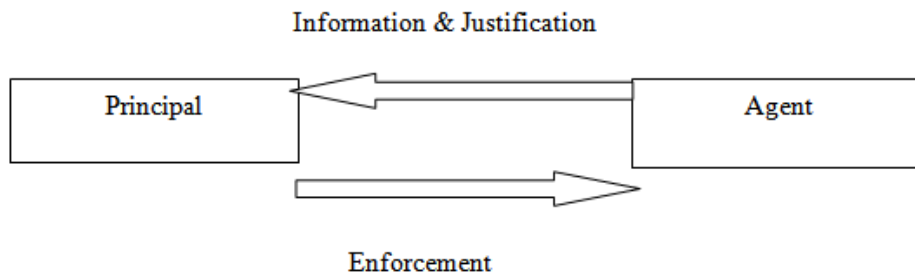 Information & Justification
Principal
Agent
Enforcement